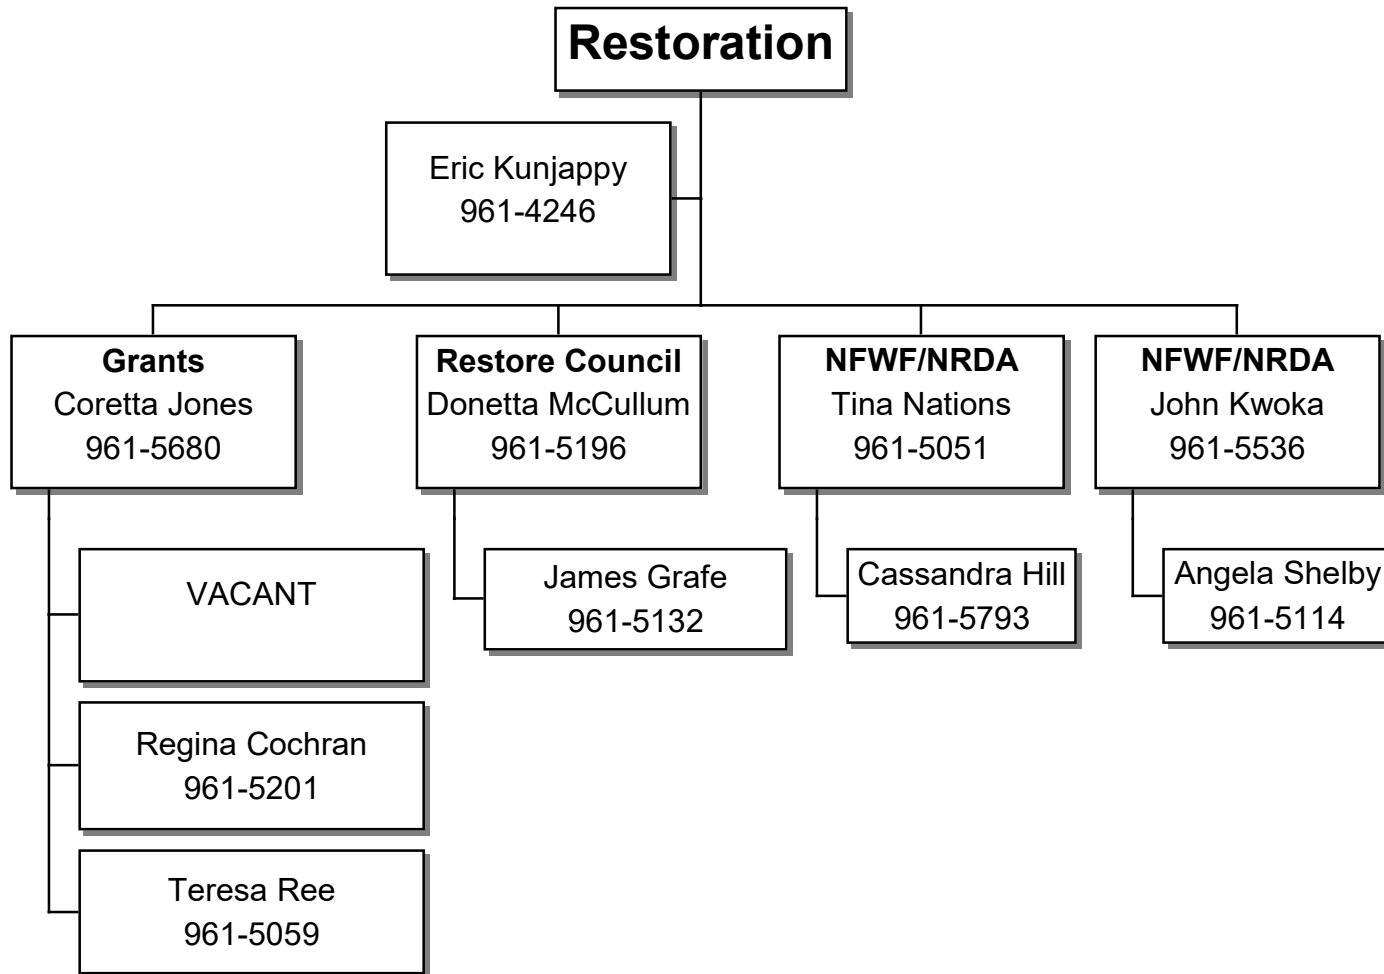 Restoration
Eric Kunjappy
961-4246
Grants
Coretta Jones
961-5680
Restore Council
Donetta McCullum
961-5196
NFWF/NRDA
Tina Nations
961-5051
NFWF/NRDA
John Kwoka
961-5536
VACANT
Regina Cochran
961-5201
Teresa Ree
961-5059
James Grafe
961-5132
Cassandra Hill
961-5793
Angela Shelby
961-5114